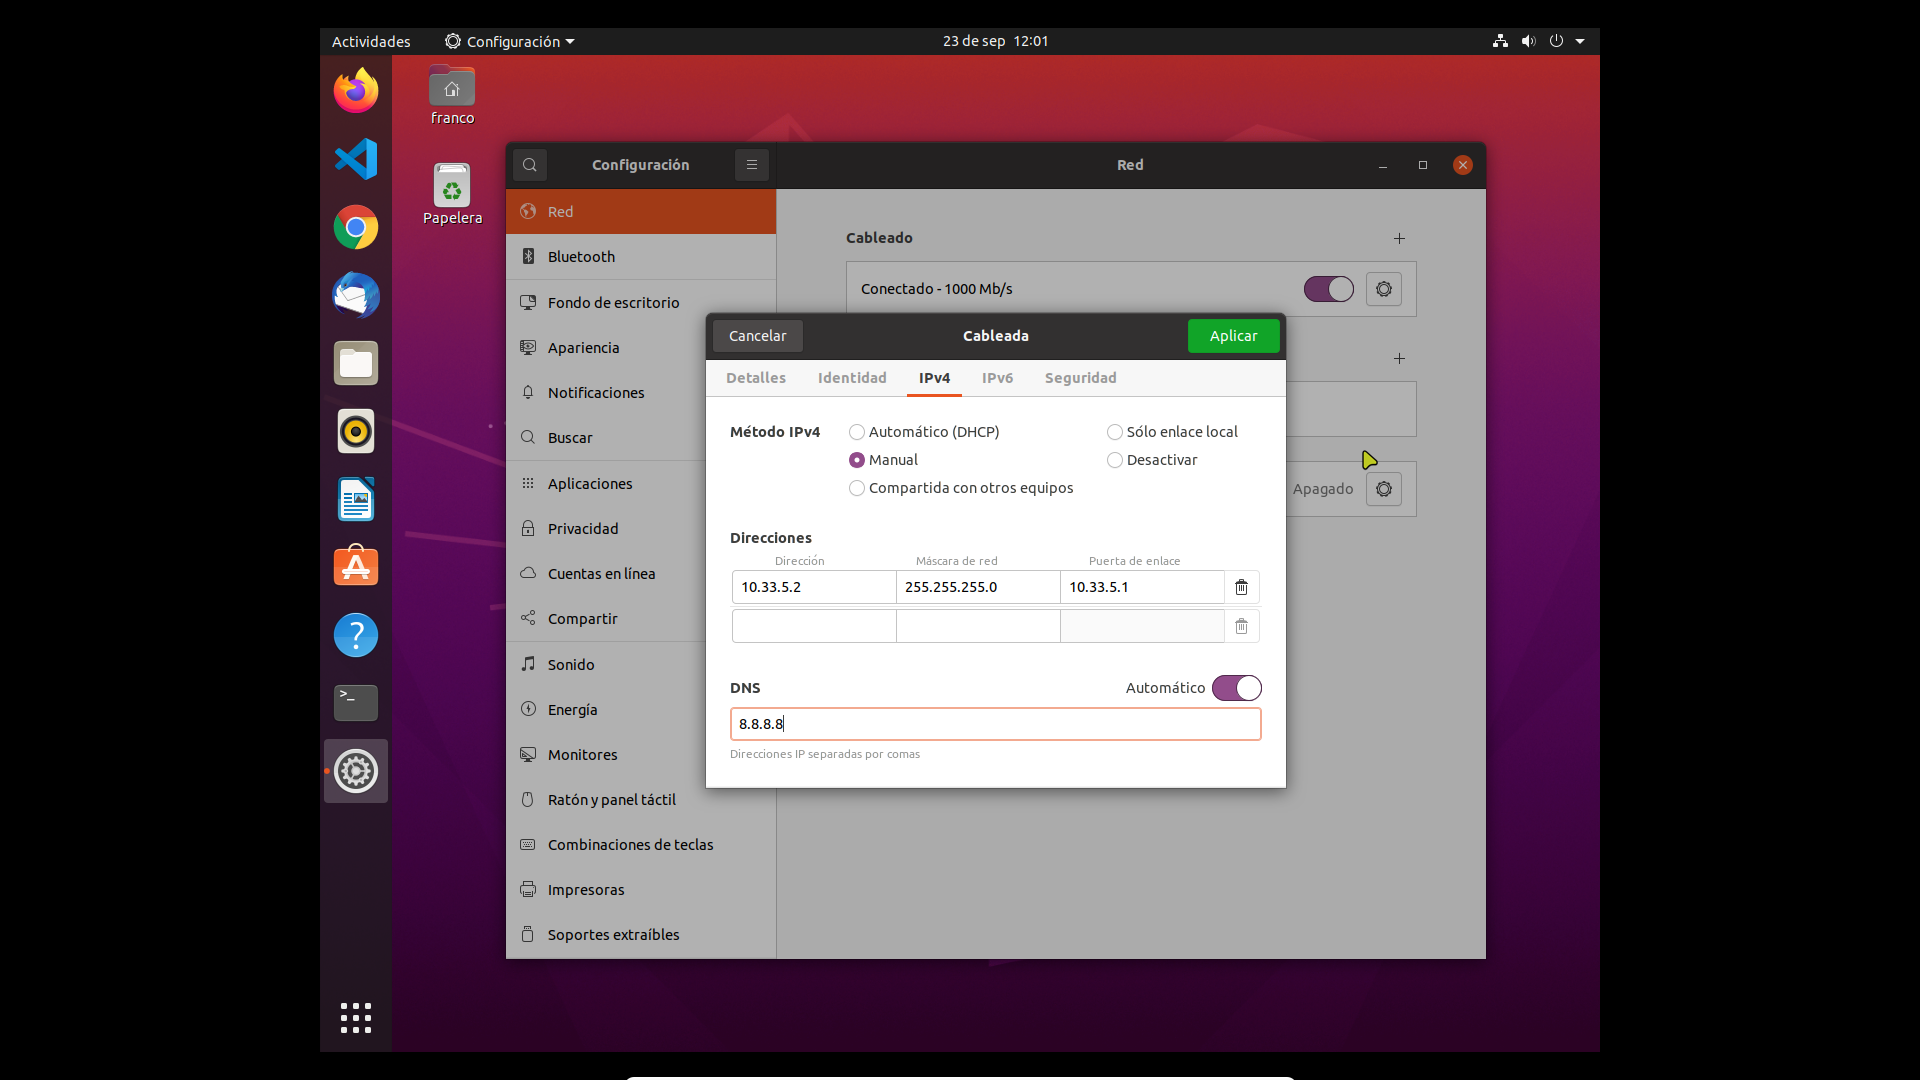 Actividades
Configuración
23 de sep 12:01
franco
Papelera
Configuración
Red
Red
Bluetooth
Fondo de escritorio
Apariencia
Notificaciones
Buscar
Aplicaciones
Privacidad
Cuentas en línea
Compartir
Sonido
Energía
Monitores
Ratón y panel táctil
Combinaciones de teclas
Impresoras
Soportes extraíbles
Cableado
Conectado - 1000 Mb/s
Apagado
Cancelar
Cableada
Aplicar
Detalles
Identidad
IPv4
IPv6
Seguridad
Método IPv4
Automático (DHCP)
Sólo enlace local
Manual
Desactivar
Compartida con otros equipos
Direcciones
Dirección
Máscara de red
Puerta de enlace
10.33.5.2
255.255.255.0
10.33.5.1
DNS
Automático
8.8.8.8
Direcciones IP separadas por comas